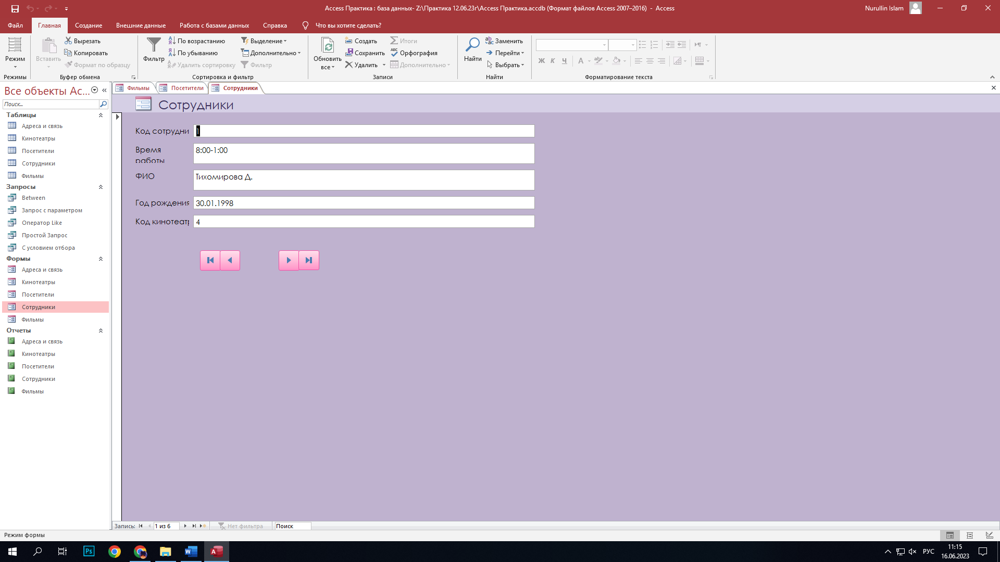 Access Практика : база данных- Z:\Практика 12.06.23г\Access Практика.accdb (Формат файлов Access 2007–2016)  -  Access
Nurullin Islam
Файл
Главная
Создание
Внешние данные
Работа с базами данных
Справка
Что вы хотите сделать?
Режим
Режимы
Вставить
Вырезать
Копировать
Формат по образцу
Буфер обмена
Фильтр
По возрастанию
По убыванию
Удалить сортировку
Выделение
Дополнительно
Фильтр
Сортировка и фильтр
Обновить
все
Создать
Сохранить
Удалить
Итоги
Орфография
Дополнительно
Записи
Найти
Заменить
Перейти
Выбрать
Найти
Ж К Ч
Форматирование текста
Все объекты Ac...
Поиск...
Таблицы
Адреса и связь
Кинотеатры
Посетители
Сотрудники
Фильмы
Запросы
Between
Запрос с параметром
Оператор Like
Простой Запрос
С условием отбора
Формы
Адреса и связь
Кинотеатры
Посетители
Сотрудники
Фильмы
Отчеты
Адреса и связь
Кинотеатры
Посетители
Сотрудники
Фильмы
Фильмы
Посетители
Сотрудники
Сотрудники
Код сотрудни
1
Время
работы
8:00-1:00
ФИО
Тихомирова Д.
Год рождения
30.01.1998
Код кинотеатр
4
Запись:
1 из 6
Нет фильтра
Поиск
Режим формы
РУС
11:15
16.06.2023